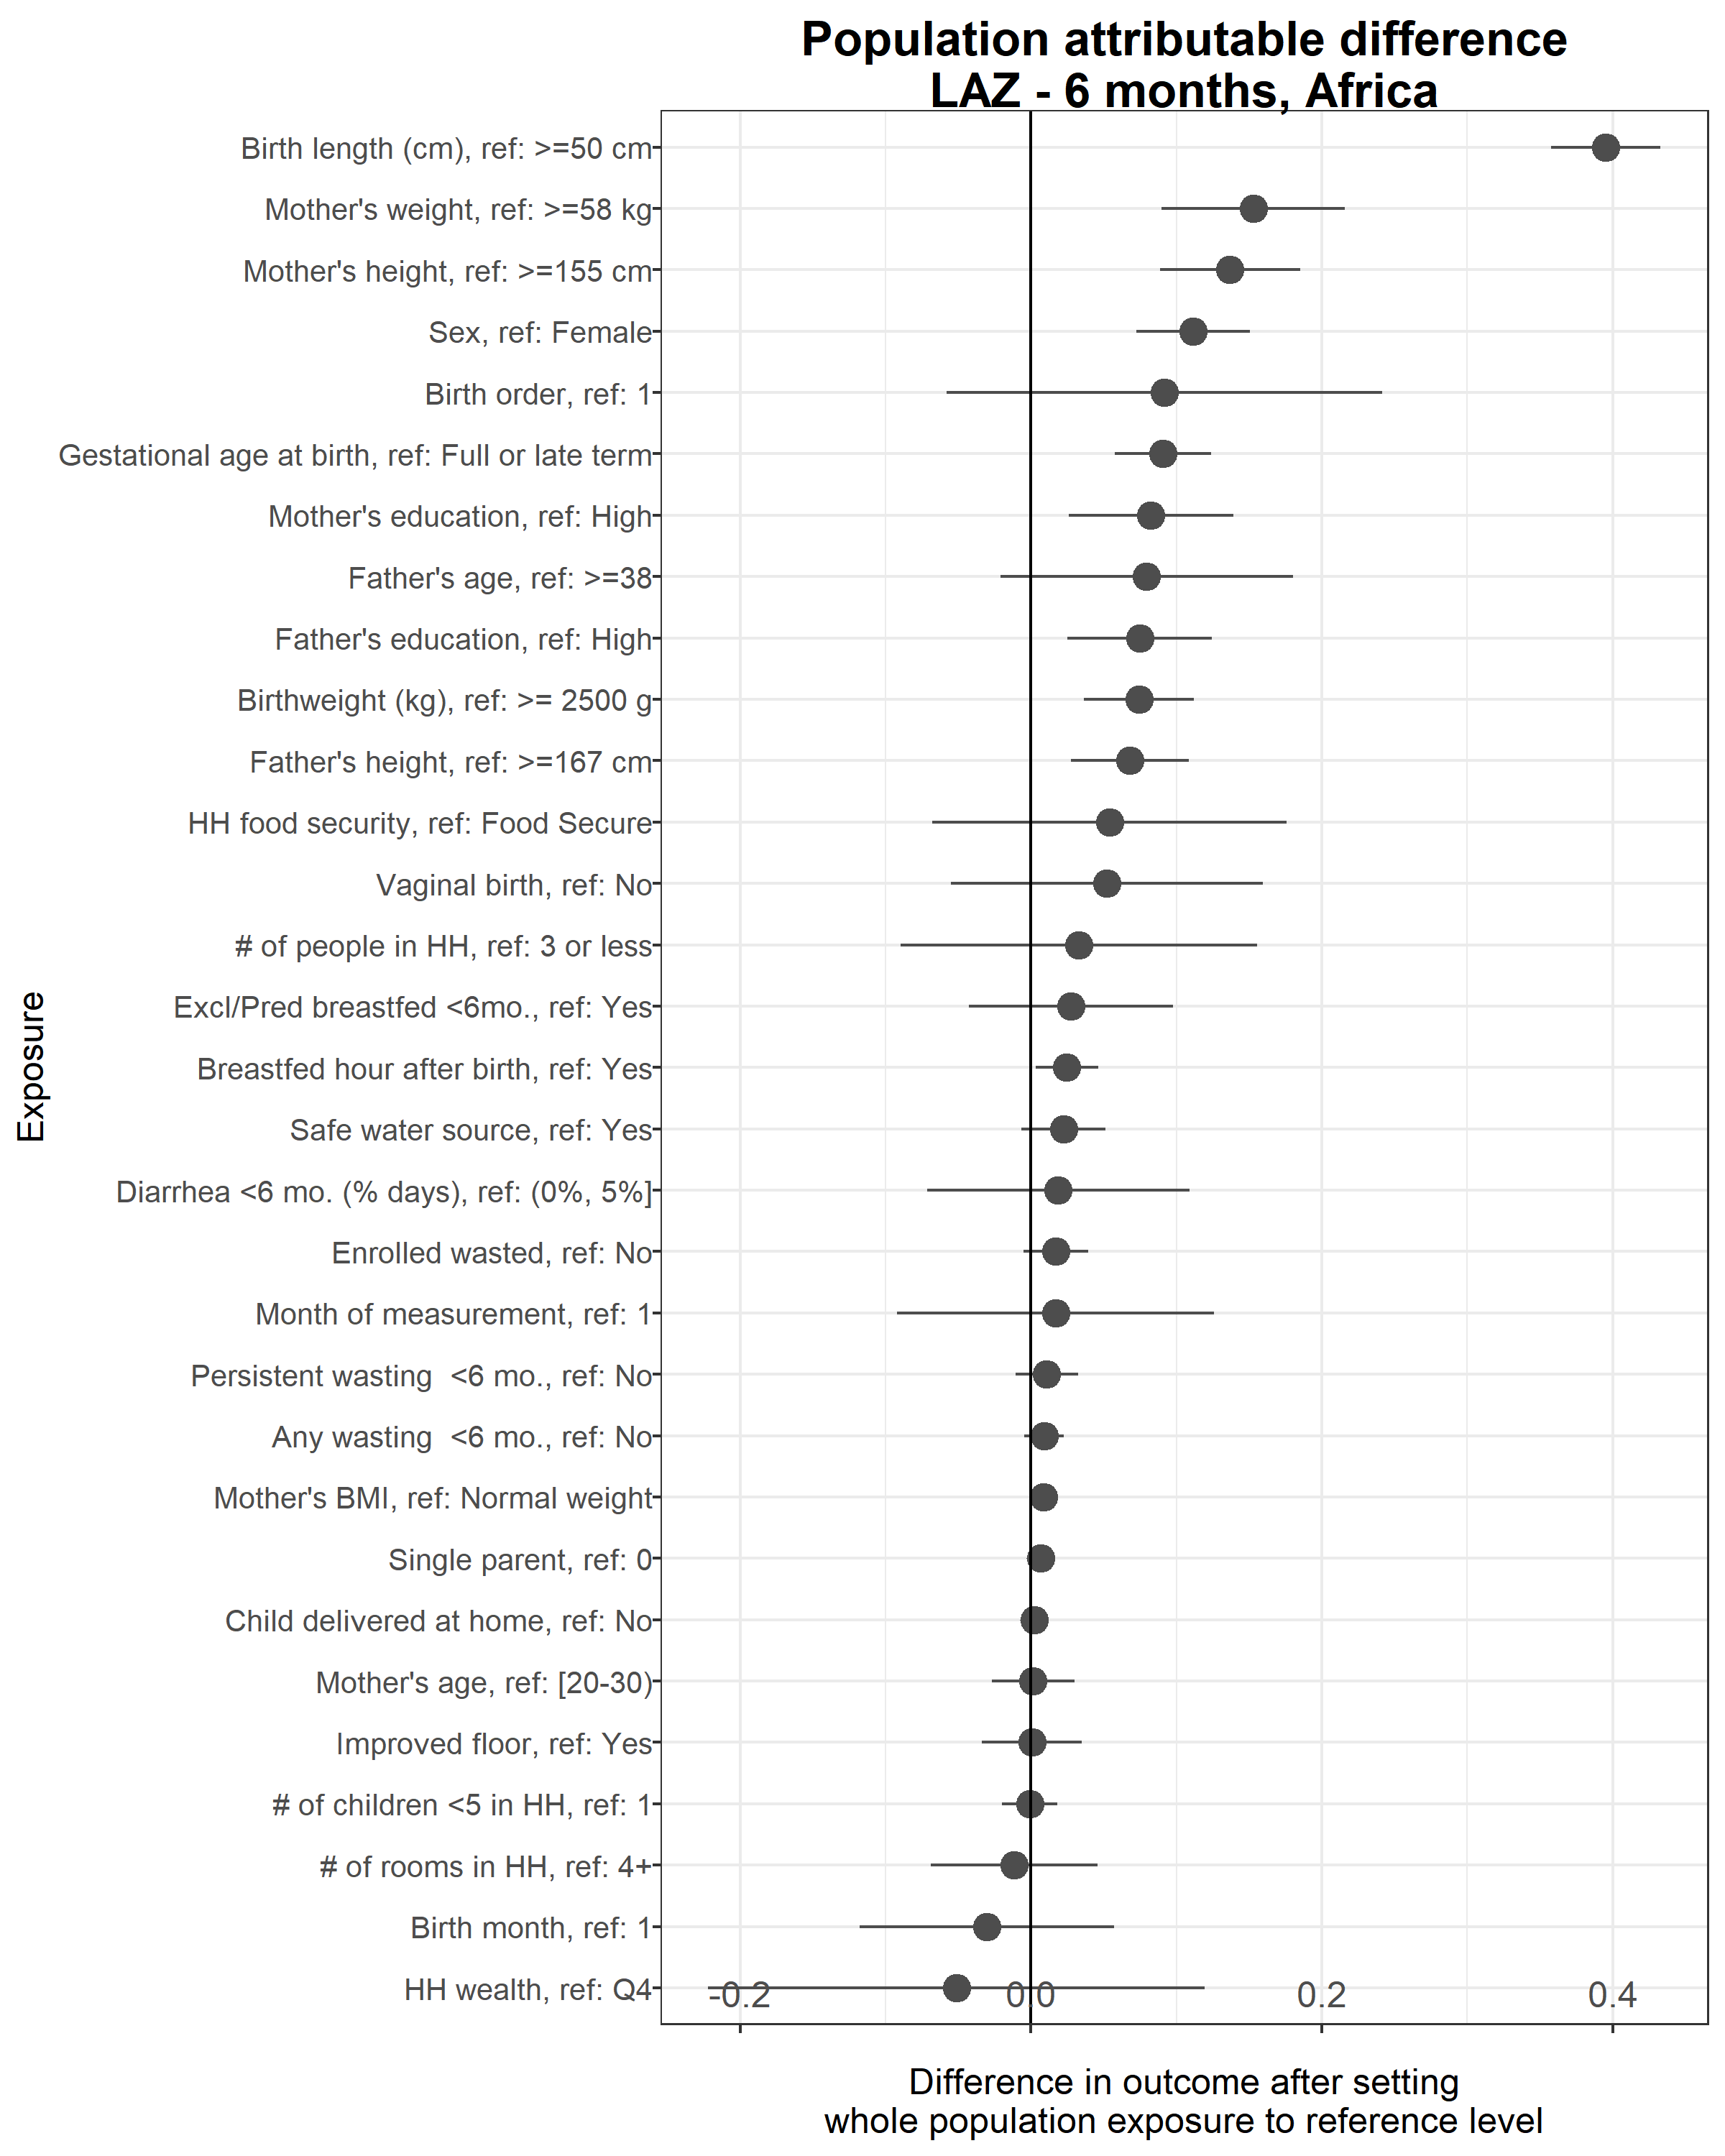 Population attributable difference
LAZ - 6 months, Africa
Birth length (cm), ref: >=50 cm
Mother's weight, ref: >=58 kg
Mother's height, ref: >=155 cm
Sex, ref: Female
Birth order, ref: 1
Gestational age at birth, ref: Full or late term
Mother's education, ref: High
Father's age, ref: >=38
Father's education, ref: High
Birthweight (kg), ref: >= 2500 g
Father's height, ref: >=167 cm
HH food security, ref: Food Secure
Vaginal birth, ref: No
# of people in HH, ref: 3 or less
Excl/Pred breastfed <6mo., ref: Yes
Breastfed hour after birth, ref: Yes
Safe water source, ref: Yes
Diarrhea <6 mo. (% days), ref: (0%, 5%]
Enrolled wasted, ref: No
Month of measurement, ref: 1
Persistent wasting  <6 mo., ref: No
Any wasting  <6 mo., ref: No
Mother's BMI, ref: Normal weight
Single parent, ref: 0
Child delivered at home, ref: No
Mother's age, ref: [20-30)
Improved floor, ref: Yes
# of children <5 in HH, ref: 1
# of rooms in HH, ref: 4+
Birth month, ref: 1
HH wealth, ref: Q4
Exposure
-0.2 0.0 0.2 0.4
Difference in outcome after setting
whole population exposure to reference level